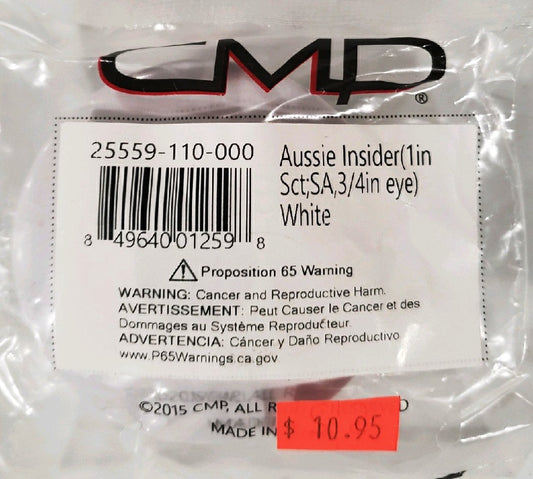 CMP
®
25559-110-000
Aussie Insider(1in
Sct;SA,3/4in eye)
White
8 49640 01259 8
Proposition 65 Warning
WARNING: Cancer and Reproductive Harm.
AVERTISSEMENT: Peut Causer le Cancer et des
Dommages au Système Reproducteur.
ADVERTENCIA: Cáncer y Daño Reproductivo
www.P65Warnings.ca.gov
©2015 CMP, ALL
MADE IN
$ 10.95